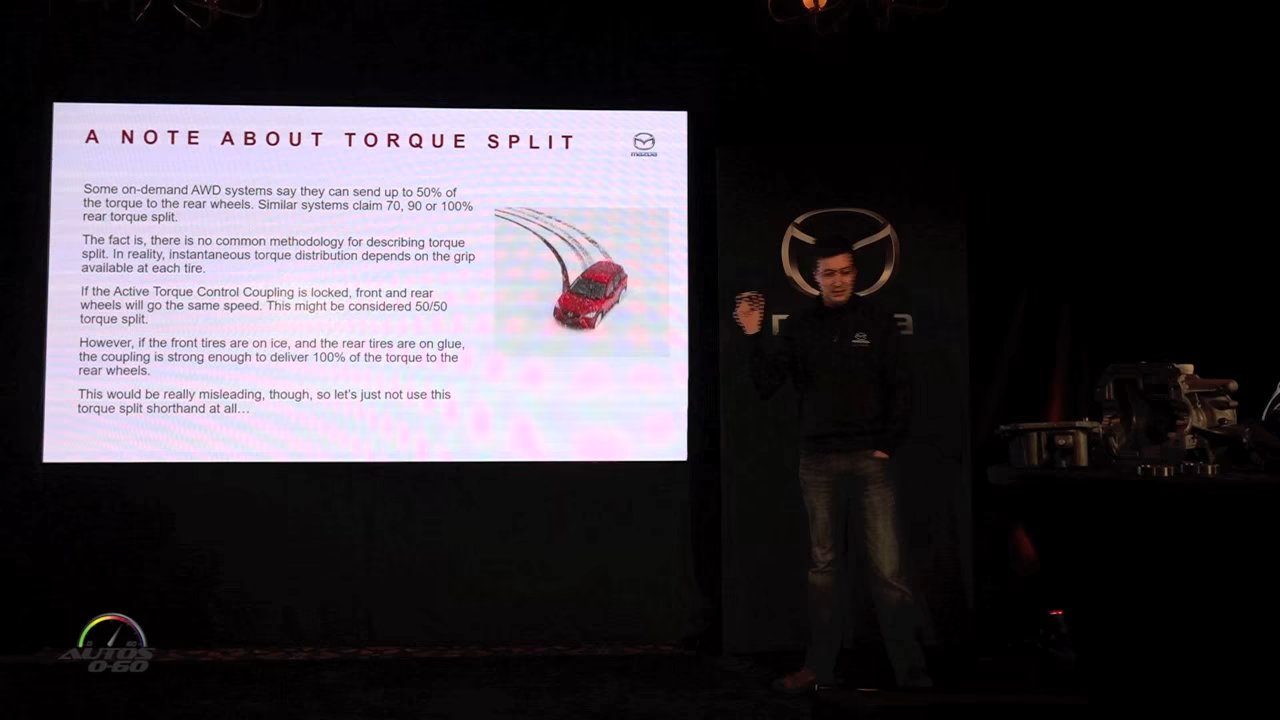 A NOTE ABOUT TORQUE SPLIT
mazda
Some on-demand AWD systems say they can send up to 50% of
the torque to the rear wheels. Similar systems claim 70, 90 or 100%
rear torque split.
The fact is, there is no common methodology for describing torque
split. In reality, instantaneous torque distribution depends on the grip
available at each tire.
If the Active Torque Control Coupling is locked, front and rear
wheels will go the same speed. This might be considered 50/50
torque split.
However, if the front tires are on ice, and the rear tires are on glue,
the coupling is strong enough to deliver 100% of the torque to the
rear wheels.
This would be really misleading, though, so let's just not use this
torque split shorthand at all…
AUTOS
0-60